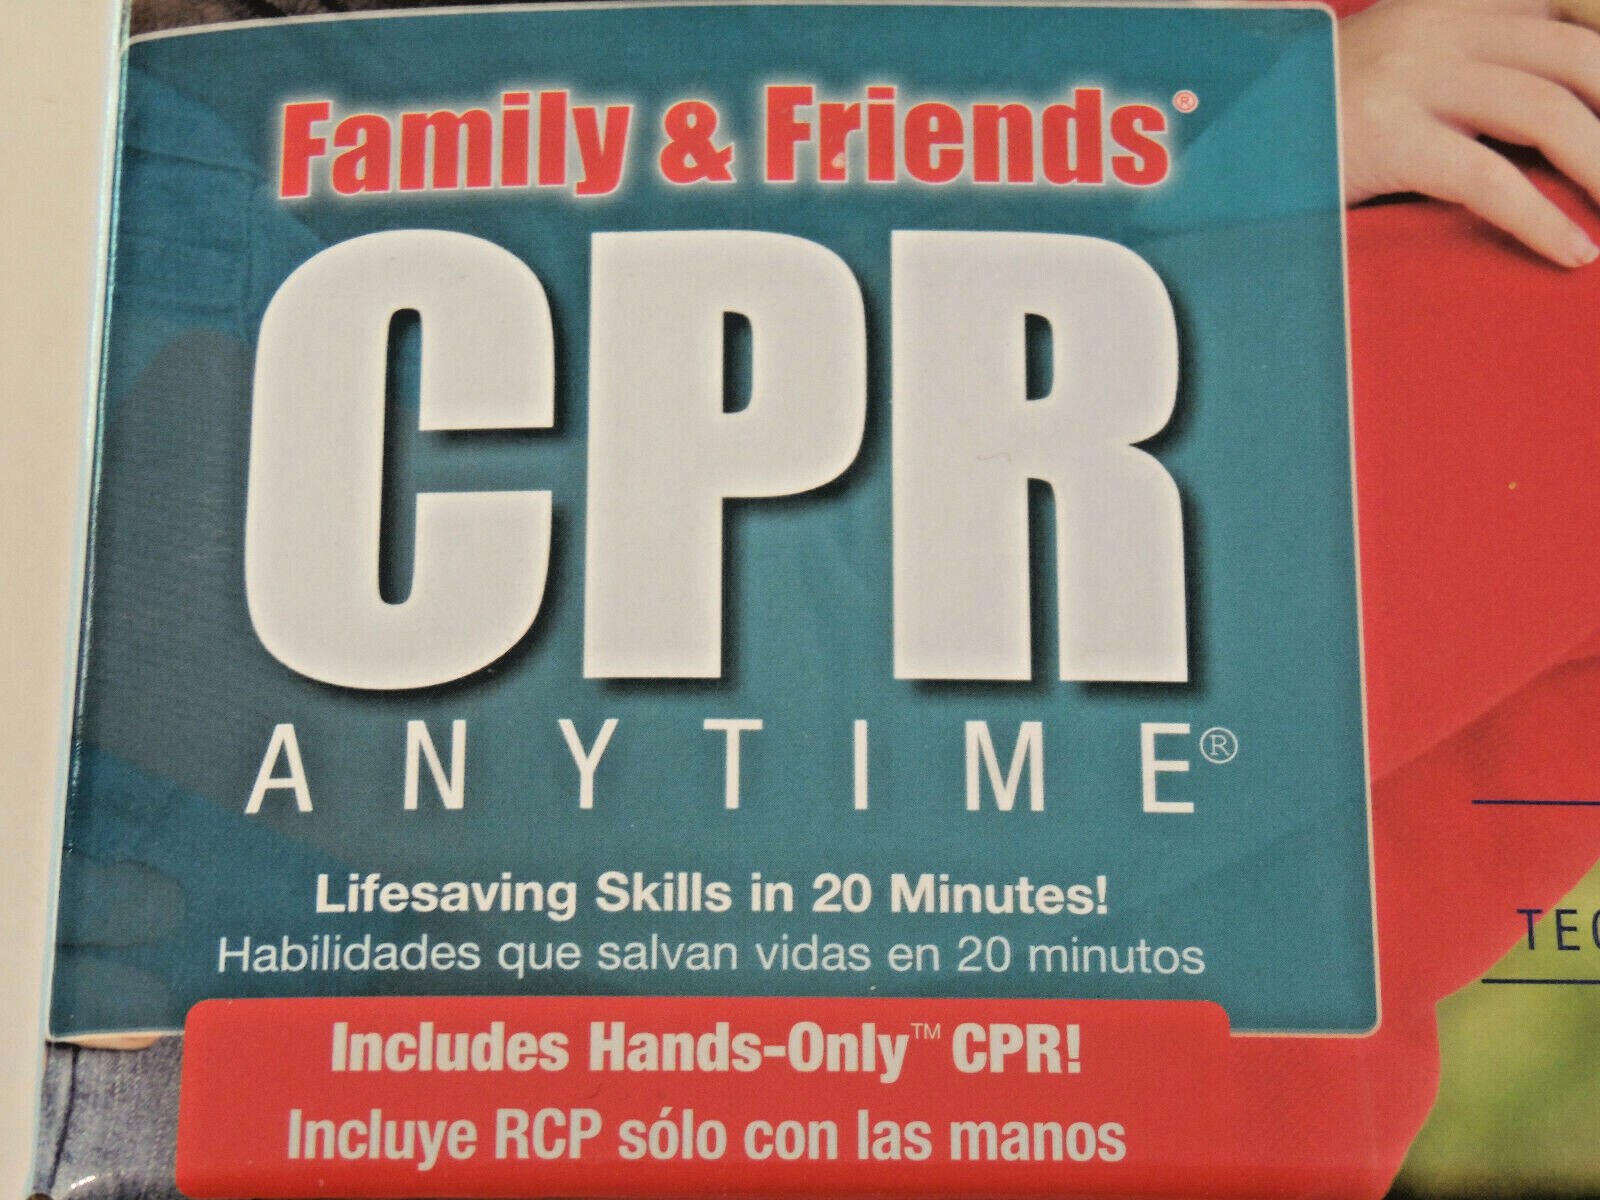 Family & Friends®
CPR
ANYTIME®
Lifesaving Skills in 20 Minutes!
Habilidades que salvan vidas en 20 minutos
Includes Hands-Only™ CPR!
Incluye RCP sólo con las manos